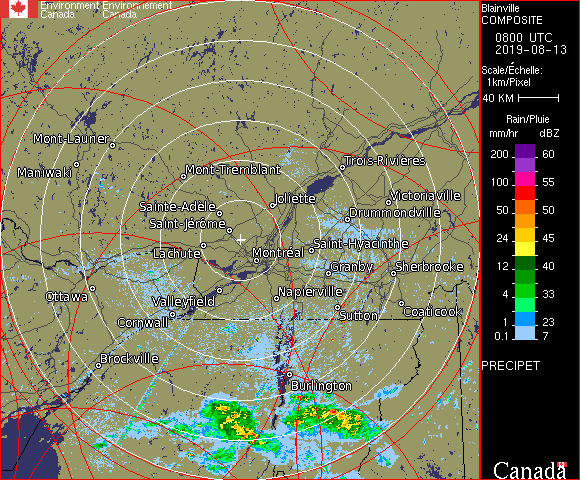 Environment Environnement
Canada Canada
Blainville
COMPOSITE
0800 UTC
2019-08-13
Scale/Échelle:
1km/Pixel
40 KM
Rain/Pluie
mm/hr dBZ
200 60
100 55
50 50
24 45
12 40
4 33
1 23
0.1 7
PRECIPET
Canada
Mont-Laurier
Maniwaki
Mont-Tremblant
Trois-Rivières
Sainte-Adèle
Joliette
Victoriaville
Saint-Jérôme
Drummondville
Lachute
Montréal
Saint-Hyacinthe
Granby
Sherbrooke
Ottawa
Valleyfield
Napierville
Cornwall
Sutton
Coaticook
Brockville
Burlington